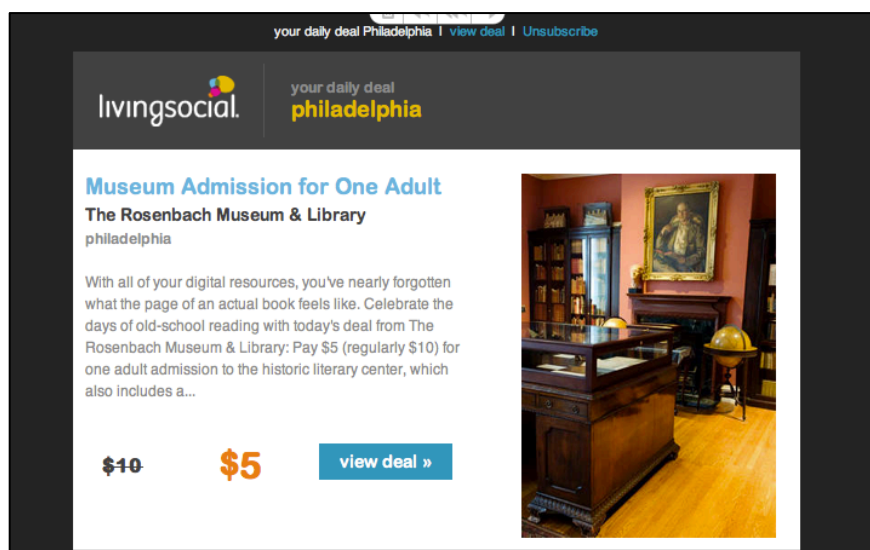 your daily deal Philadelphia I view deal I Unsubscribe
livingsocial.
your daily deal
philadelphia
Museum Admission for One Adult
The Rosenbach Museum & Library
philadelphia
With all of your digital resources, you've nearly forgotten
what the page of an actual book feels like. Celebrate the
days of old-school reading with today's deal from The
Rosenbach Museum & Library: Pay $5 (regularly $10) for
one adult admission to the historic literary center, which
also includes a...
$10 $5 view deal »